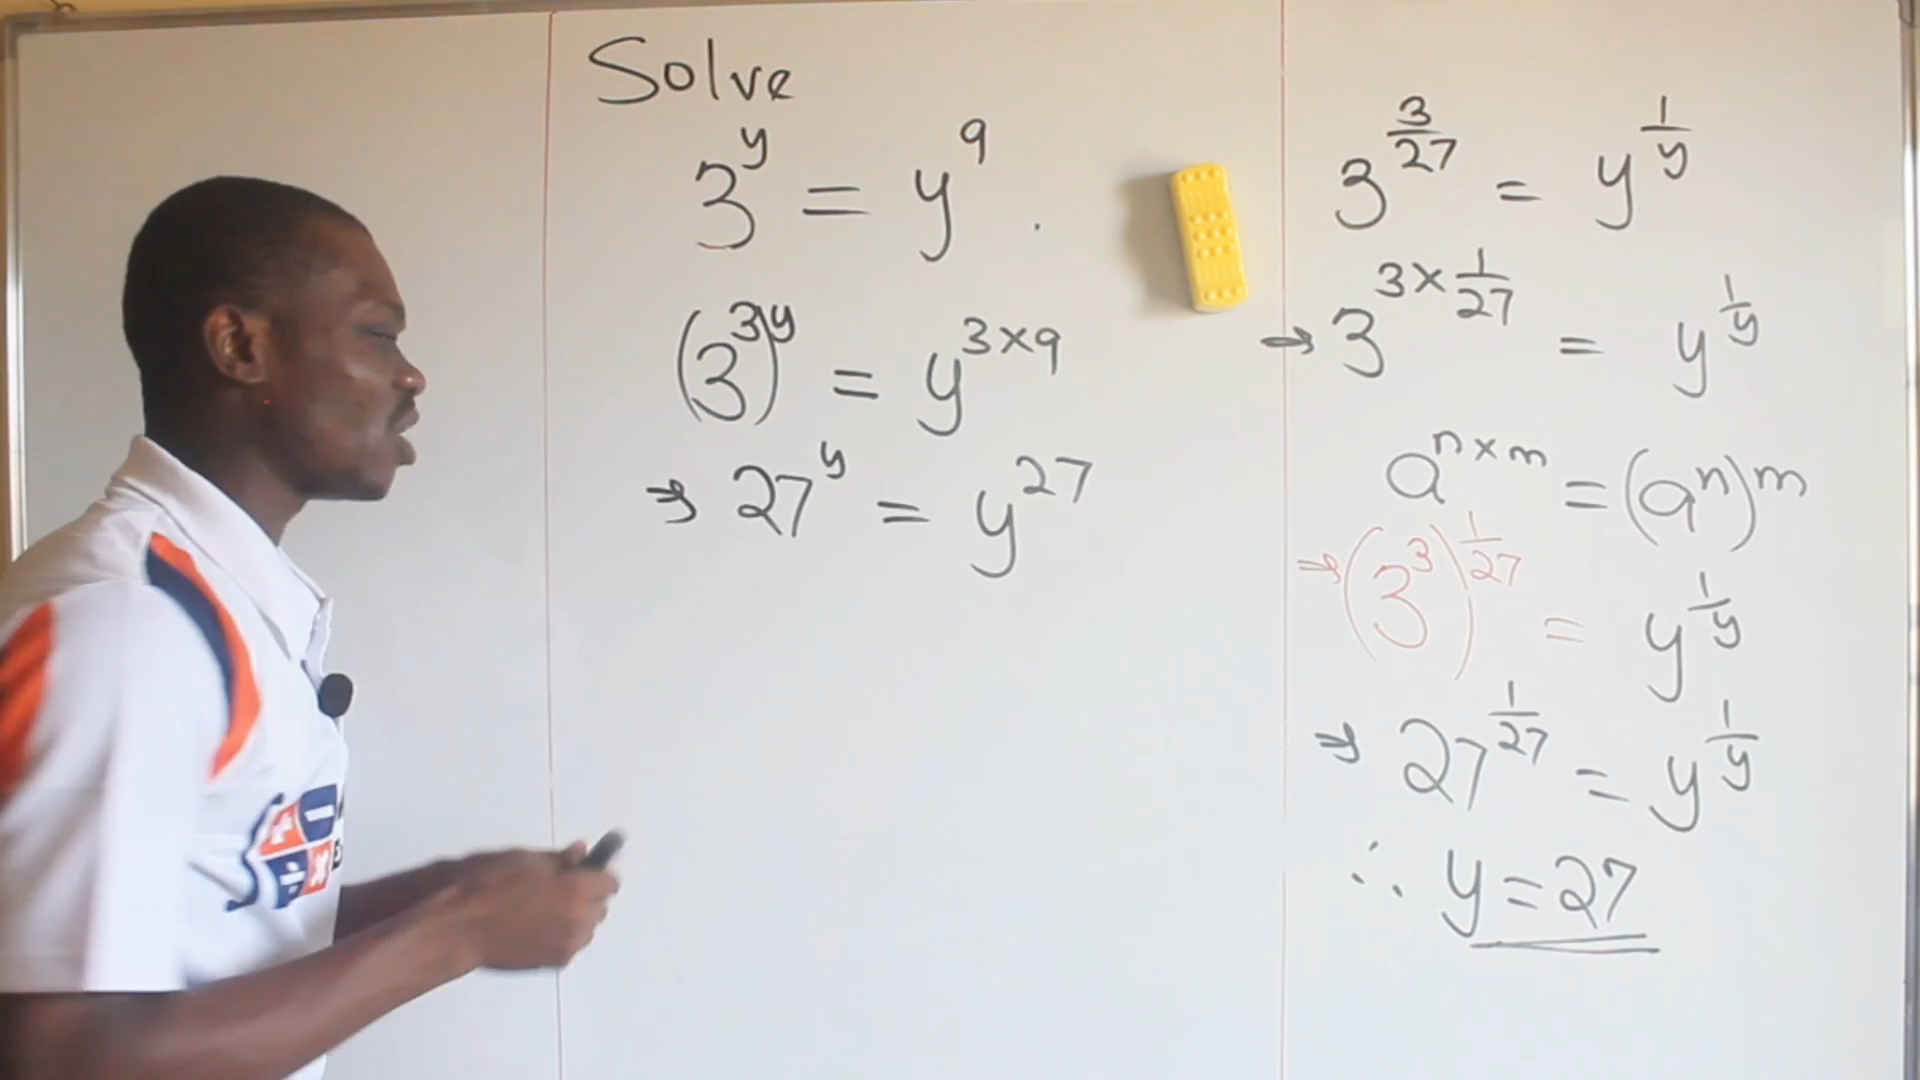 Solve
3^y = y^9 .
(3^3)^y = y^{3×9}
⇒ 27^y = y^{27}
3^{3/27} = y^{1/y}
⇒ 3^{3×1/27} = y^{1/y}
a^{n×m} = (a^n)^m
⇒ (3^3)^{1/27} = y^{1/y}
⇒ 27^{1/27} = y^{1/y}
∴ y = 27